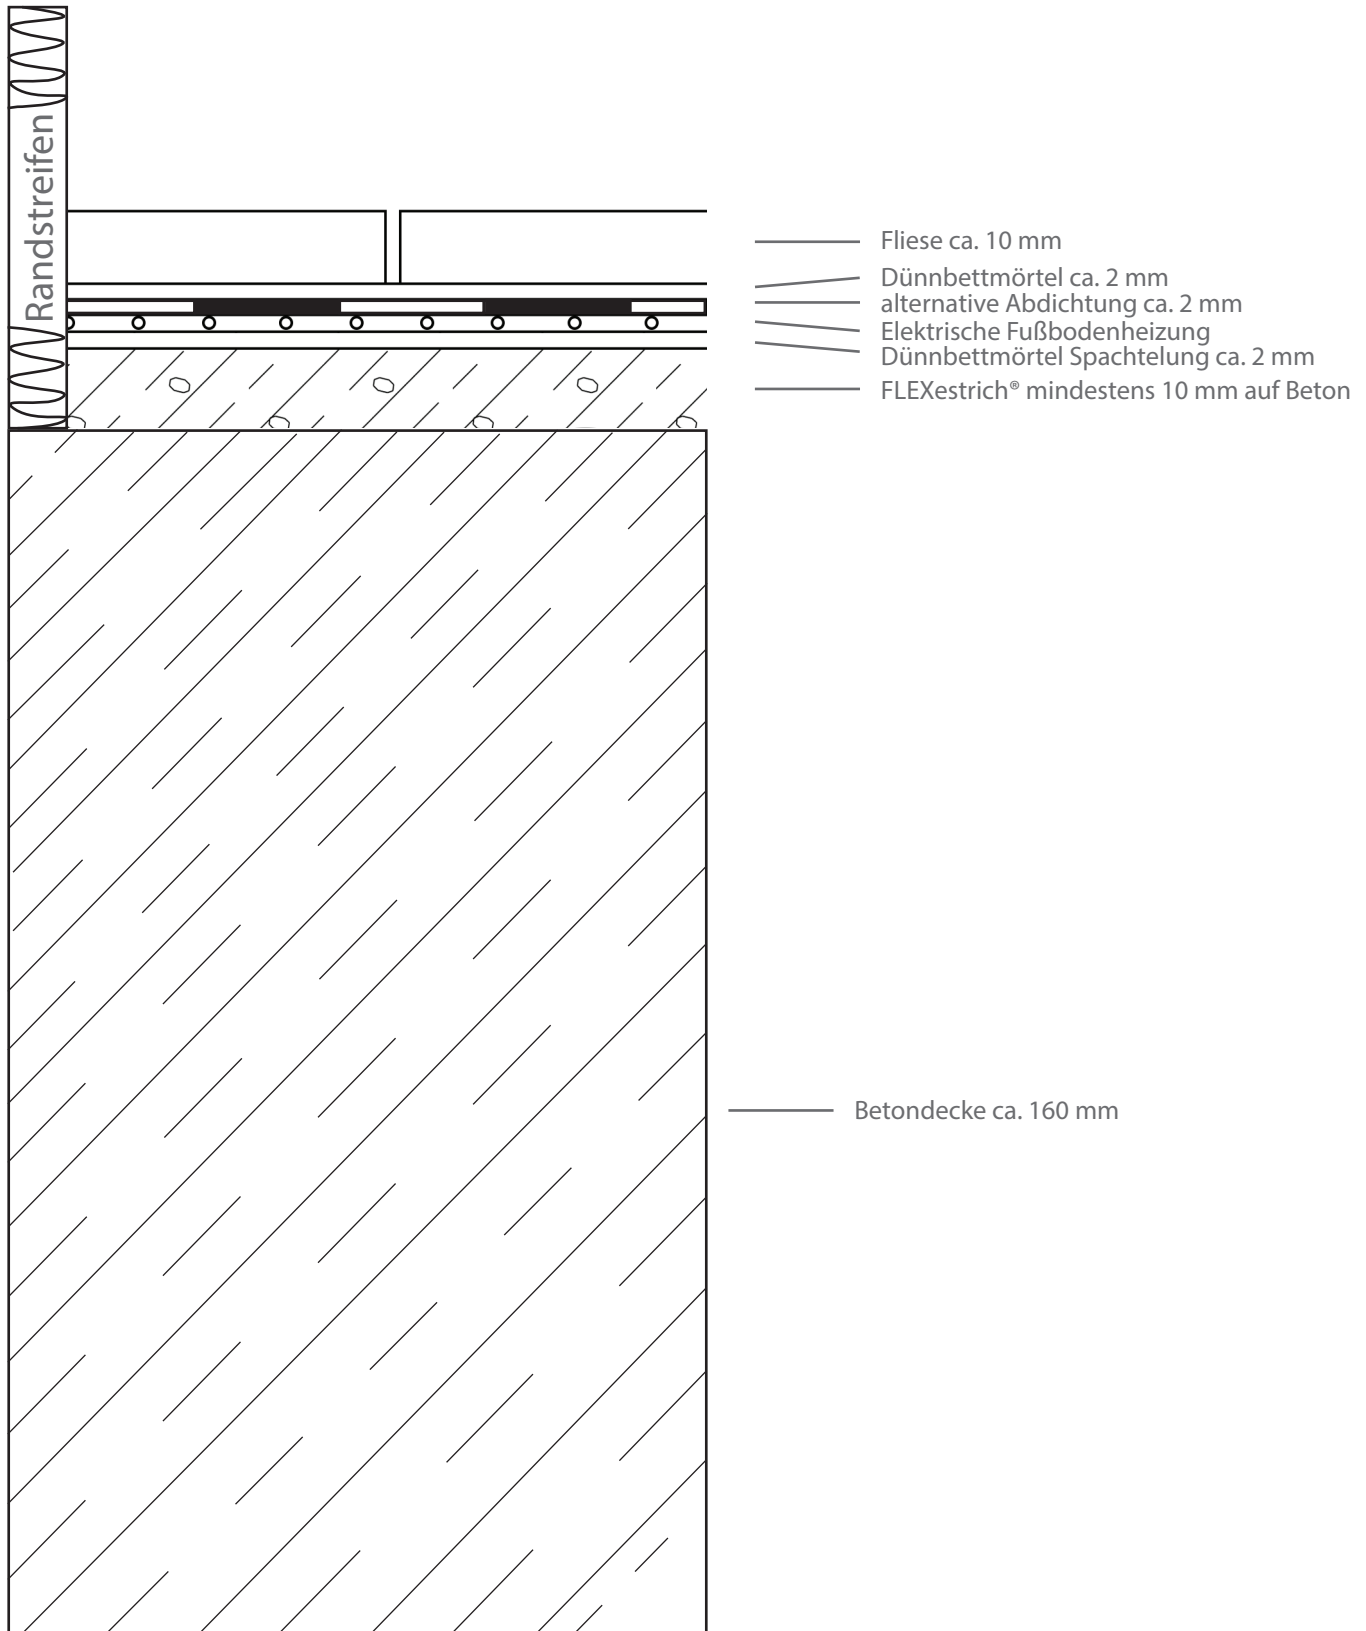 Randstreifen
Fliese ca. 10 mm
Dünnbettmörtel ca. 2 mm
alternative Abdichtung ca. 2 mm
Elektrische Fußbodenheizung
Dünnbettmörtel Spachtelung ca. 2 mm
FLEXestrich® mindestens 10 mm auf Beton
Betondecke ca. 160 mm